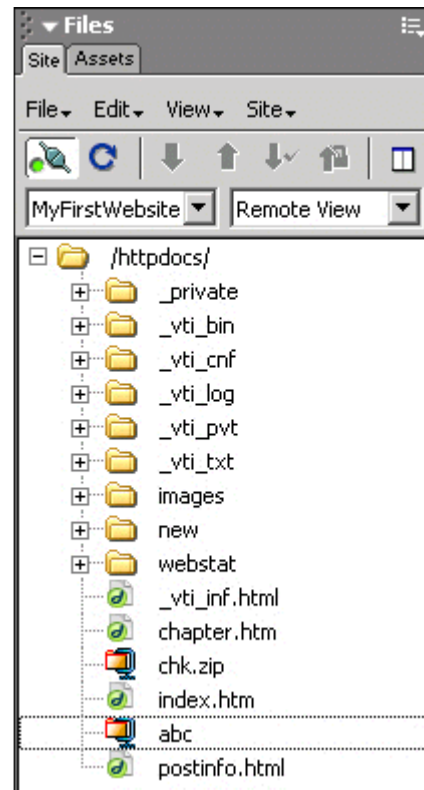 Files
Site Assets
File Edit View Site
MyFirstWebsite Remote View
/httpdocs/
_private
_vti_bin
_vti_cnf
_vti_log
_vti_pvt
_vti_txt
images
new
webstat
_vti_inf.html
chapter.htm
chk.zip
index.htm
abc
postinfo.html